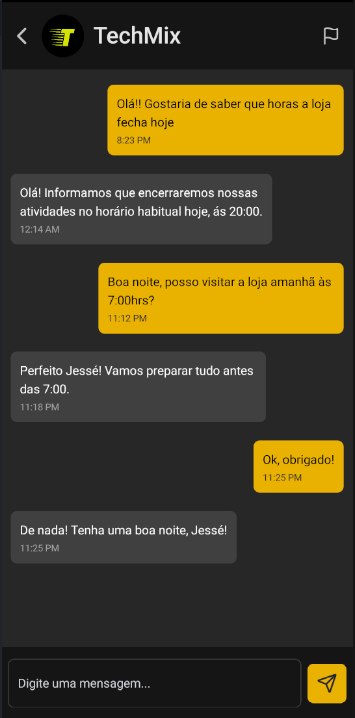 TechMix
Olá!! Gostaria de saber que horas a loja
fecha hoje
8:23 PM
Olá! Informamos que encerraremos nossas
atividades no horário habitual hoje, ás 20:00.
12:14 AM
Boa noite, posso visitar a loja amanhã às
7:00hrs?
11:12 PM
Perfeito Jessé! Vamos preparar tudo antes
das 7:00.
11:18 PM
Ok, obrigado!
11:25 PM
De nada! Tenha uma boa noite, Jessé!
11:25 PM
Digite uma mensagem...